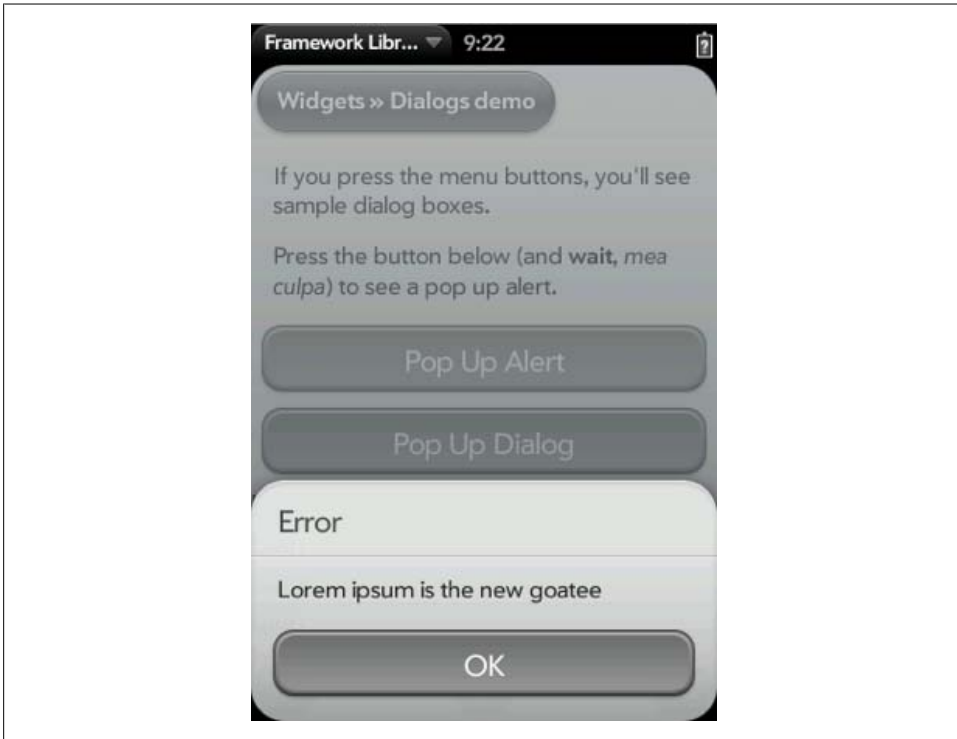 Framework Libr... 9:22
Widgets » Dialogs demo
If you press the menu buttons, you'll see
sample dialog boxes.
Press the button below (and wait, mea
culpa) to see a pop up alert.
Pop Up Alert
Pop Up Dialog
Error
Lorem ipsum is the new goatee
OK